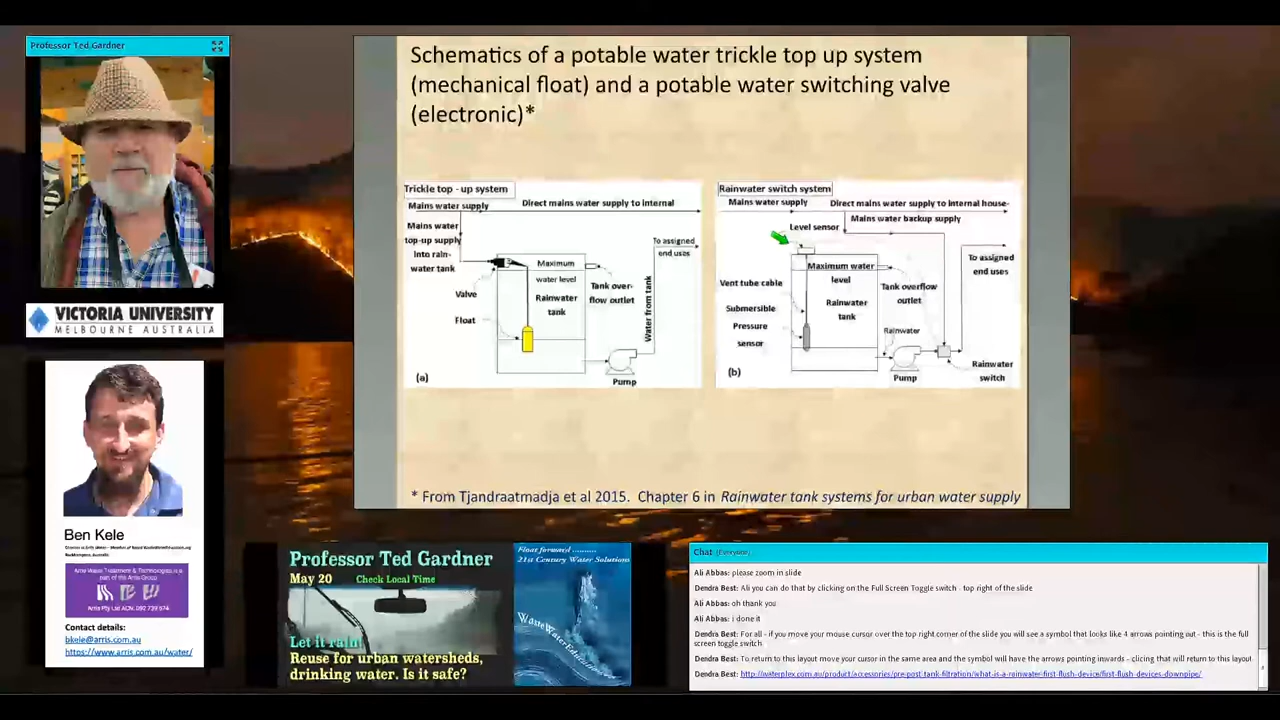 Professor Ted Gardner
VICTORIA UNIVERSITY
MELBOURNE AUSTRALIA
Ben Kele
Arris Pty Ltd ACN 092 739 574
Contact details:
bkele@arris.com.au
https://www.arris.com.au/water/
Schematics of a potable water trickle top up system
(mechanical float) and a potable water switching valve
(electronic)*
Trickle top - up system
Mains water supply
Direct mains water supply to internal
Mains water
top-up supply
Into rain-
water tank
Valve
Float
Maximum
water level
Rainwater
tank
Tank over-
flow outlet
To assigned
end uses
Water from tank
Pump
(a)
Rainwater switch system
Mains water supply
Direct mains water supply to internal house-
Mains water backup supply
Level sensor
Maximum water
level
Vent tube cable
Rainwater
tank
Submersible
Pressure
sensor
Tank overflow
outlet
Rainwater
To assigned
end uses
Pump
Rainwater
switch
(b)
* From Tjandraatmadja et al 2015. Chapter 6 in Rainwater tank systems for urban water supply
Professor Ted Gardner
May 20 Check Local Time
Let it rain!
Reuse for urban watersheds,
drinking water. Is it safe?
Float forward ..........
21st Century Water Solutions
Chat (Everyone)
Ali Abbas: please zoom in slide
Dendra Best: Ali you can do that by clicking on the Full Screen Toggle switch - top right of the slide
Ali Abbas: oh thank you
Ali Abbas: i done it
Dendra Best: For all - if you move your mouse cursor over the top right corner of the slide you will see a symbol that looks like 4 arrows pointing out - this is the full
screen toggle switch
Dendra Best: To return to this layout move your cursor in the same area and the symbol will have the arrows pointing inwards - clicing that will return to this layout
Dendra Best: http://waterplex.com.au/product/accessories/pre-post-tank-filtration/what-is-a-rainwater-first-flush-device/first-flush-devices-downpipe/